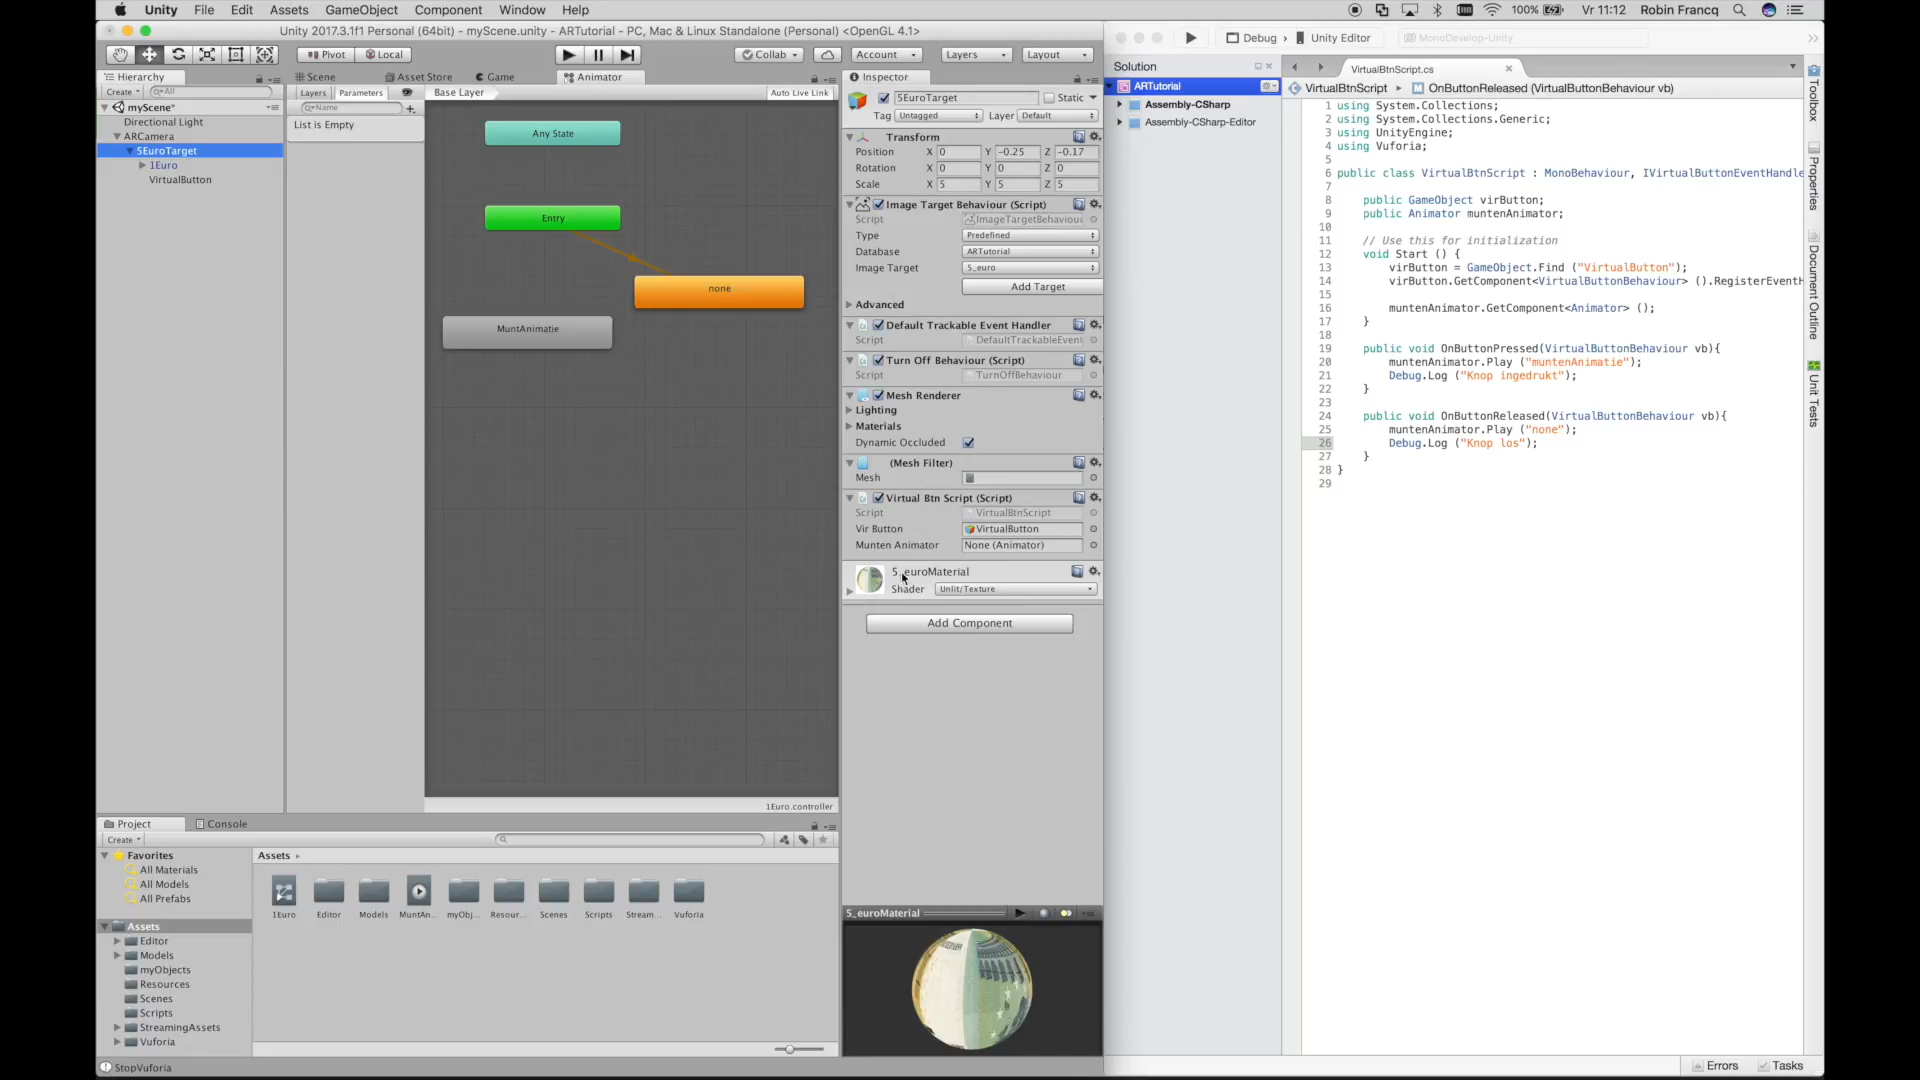 Unity File Edit Assets GameObject Component Window Help
100% Vr 11:12 Robin Francq
Unity 2017.3.1f1 Personal (64bit) - myScene.unity - ARTutorial - PC, Mac & Linux Standalone (Personal) <OpenGL 4.1>
Pivot Local
Collab Account Layers Layout
Hierarchy
Create All
myScene*
Directional Light
ARCamera
5EuroTarget
1Euro
VirtualButton
Scene Asset Store Game Animator
Layers Parameters
Base Layer Auto Live Link
Name
List is Empty
Any State
Entry
none
MuntAnimatie
1Euro.controller
Inspector
5EuroTarget Static
Tag Untagged Layer Default
Transform
Position X 0 Y -0.25 Z -0.17
Rotation X 0 Y 0 Z 0
Scale X 5 Y 5 Z 5
Image Target Behaviour (Script)
Script ImageTargetBehaviou
Type Predefined
Database ARTutorial
Image Target 5_euro
Add Target
Advanced
Default Trackable Event Handler
Script DefaultTrackableEvent
Turn Off Behaviour (Script)
Script TurnOffBehaviour
Mesh Renderer
Lighting
Materials
Dynamic Occluded
(Mesh Filter)
Mesh
Virtual Btn Script (Script)
Script VirtualBtnScript
Vir Button VirtualButton
Munten Animator None (Animator)
5_euroMaterial
Shader Unlit/Texture
Add Component
5_euroMaterial
Project Console
Create
Favorites
All Materials
All Models
All Prefabs
Assets
Editor
Models
myObjects
Resources
Scenes
Scripts
StreamingAssets
Vuforia
Assets
1Euro Editor Models MuntAn... myObj... Resour... Scenes Scripts Stream... Vuforia
StopVuforia
Debug Unity Editor MonoDevelop-Unity
Solution
ARTutorial
Assembly-CSharp
Assembly-CSharp-Editor
VirtualBtnScript.cs
VirtualBtnScript OnButtonReleased (VirtualButtonBehaviour vb)
1 using System.Collections;
2 using System.Collections.Generic;
3 using UnityEngine;
4 using Vuforia;
5
6 public class VirtualBtnScript : MonoBehaviour, IVirtualButtonEventHandle
7
8 public GameObject virButton;
9 public Animator muntenAnimator;
10
11 // Use this for initialization
12 void Start () {
13 virButton = GameObject.Find ("VirtualButton");
14 virButton.GetComponent<VirtualButtonBehaviour> ().RegisterEventH
15
16 muntenAnimator.GetComponent<Animator> ();
17 }
18
19 public void OnButtonPressed(VirtualButtonBehaviour vb){
20 muntenAnimator.Play ("muntenAnimatie");
21 Debug.Log ("Knop ingedrukt");
22 }
23
24 public void OnButtonReleased(VirtualButtonBehaviour vb){
25 muntenAnimator.Play ("none");
26 Debug.Log ("Knop los");
27 }
28 }
29
Toolbox
Properties
Document Outline
Unit Tests
Errors Tasks